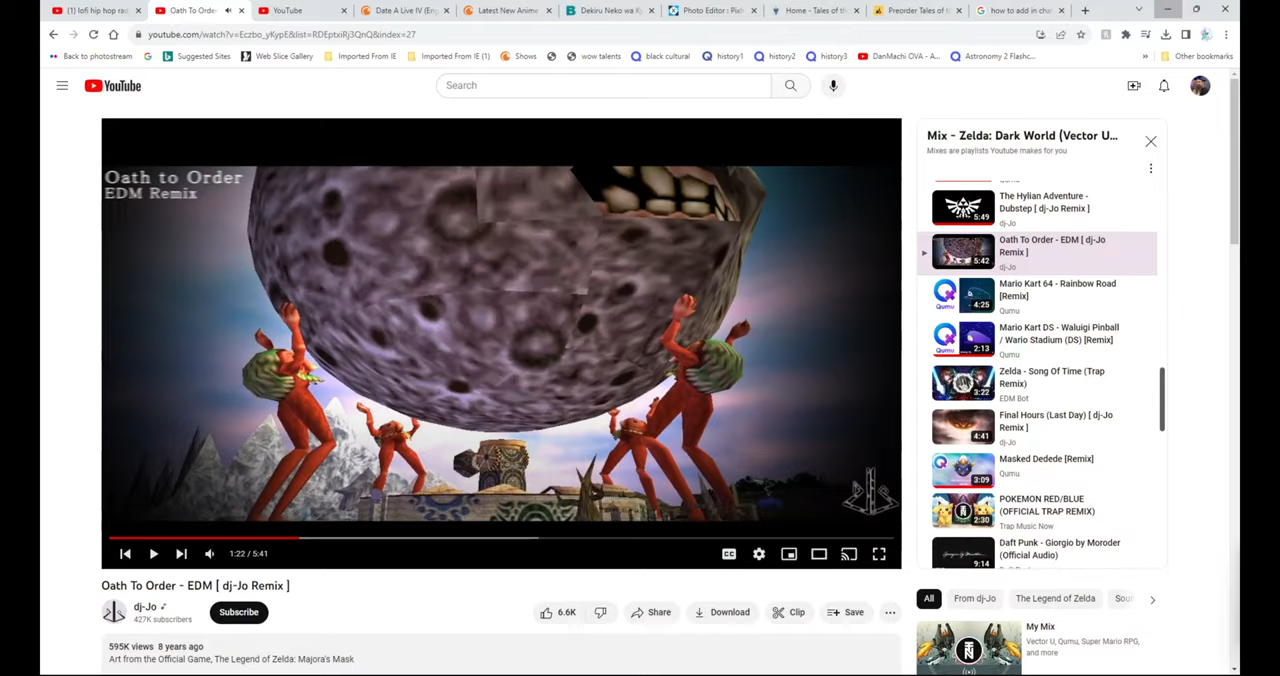 lofi hip hop rad
Oath To Order
YouTube
Date A Live IV (En
Latest New Anime
Dekiru Neko wa Ky
Photo Editor : Pixl
Home - Tales of the
Preorder Tales of th
how to add in chat
youtube.com/watch?v=Eczbo_yKypE&list=RDEptxiRj3QnQ&index=27
Back to photostream
Suggested Sites
Web Slice Gallery
Imported From IE
Imported From IE (1)
Shows
wow talents
black cultural
history1
history2
history3
DanMachi OVA - A...
Astronomy 2 Flashc...
»
Other bookmarks
YouTube
Search
Oath to Order
EDM Remix
Mix - Zelda: Dark World (Vector U...
Mixes are playlists Youtube makes for you
Qumu
The Hylian Adventure -
Dubstep [ dj-Jo Remix ]
dj-Jo
5:49
Oath To Order - EDM [ dj-Jo
Remix ]
dj-Jo
5:42
Mario Kart 64 - Rainbow Road
[Remix]
Qumu
Qumu
4:25
Mario Kart DS - Waluigi Pinball
/ Wario Stadium (DS) [Remix]
Qumu
Qumu
2:13
Zelda - Song Of Time (Trap
Remix)
EDM Bot
3:22
Final Hours (Last Day) [ dj-Jo
Remix ]
dj-Jo
4:41
Masked Dedede [Remix]
Qumu
3:09
POKEMON RED/BLUE
(OFFICIAL TRAP REMIX)
Trap Music Now
2:30
Daft Punk - Giorgio by Moroder
(Official Audio)
9:14
1:22 / 5:41
Oath To Order - EDM [ dj-Jo Remix ]
dj-Jo
427K subscribers
Subscribe
6.6K
Share
Download
Clip
Save
595K views 8 years ago
Art from the Official Game, The Legend of Zelda: Majora's Mask
All
From dj-Jo
The Legend of Zelda
Sour
My Mix
Vector U, Qumu, Super Mario RPG,
and more